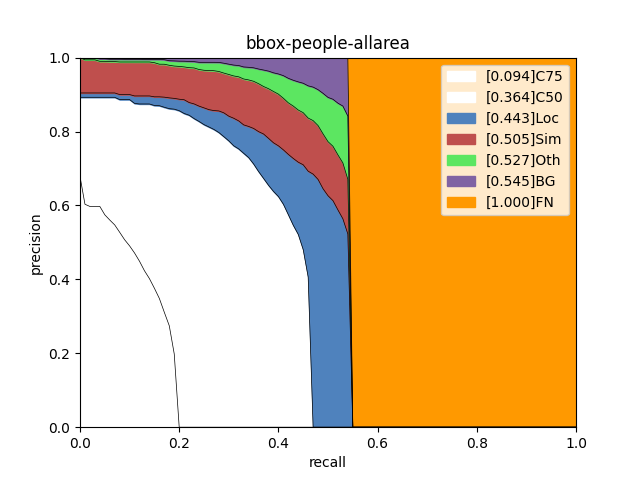 bbox-people-allarea
1.0
0.8
0.6
0.4
0.2
0.0
precision
0.0 0.2 0.4 0.6 0.8 1.0
recall
[0.094]C75
[0.364]C50
[0.443]Loc
[0.505]Sim
[0.527]Oth
[0.545]BG
[1.000]FN